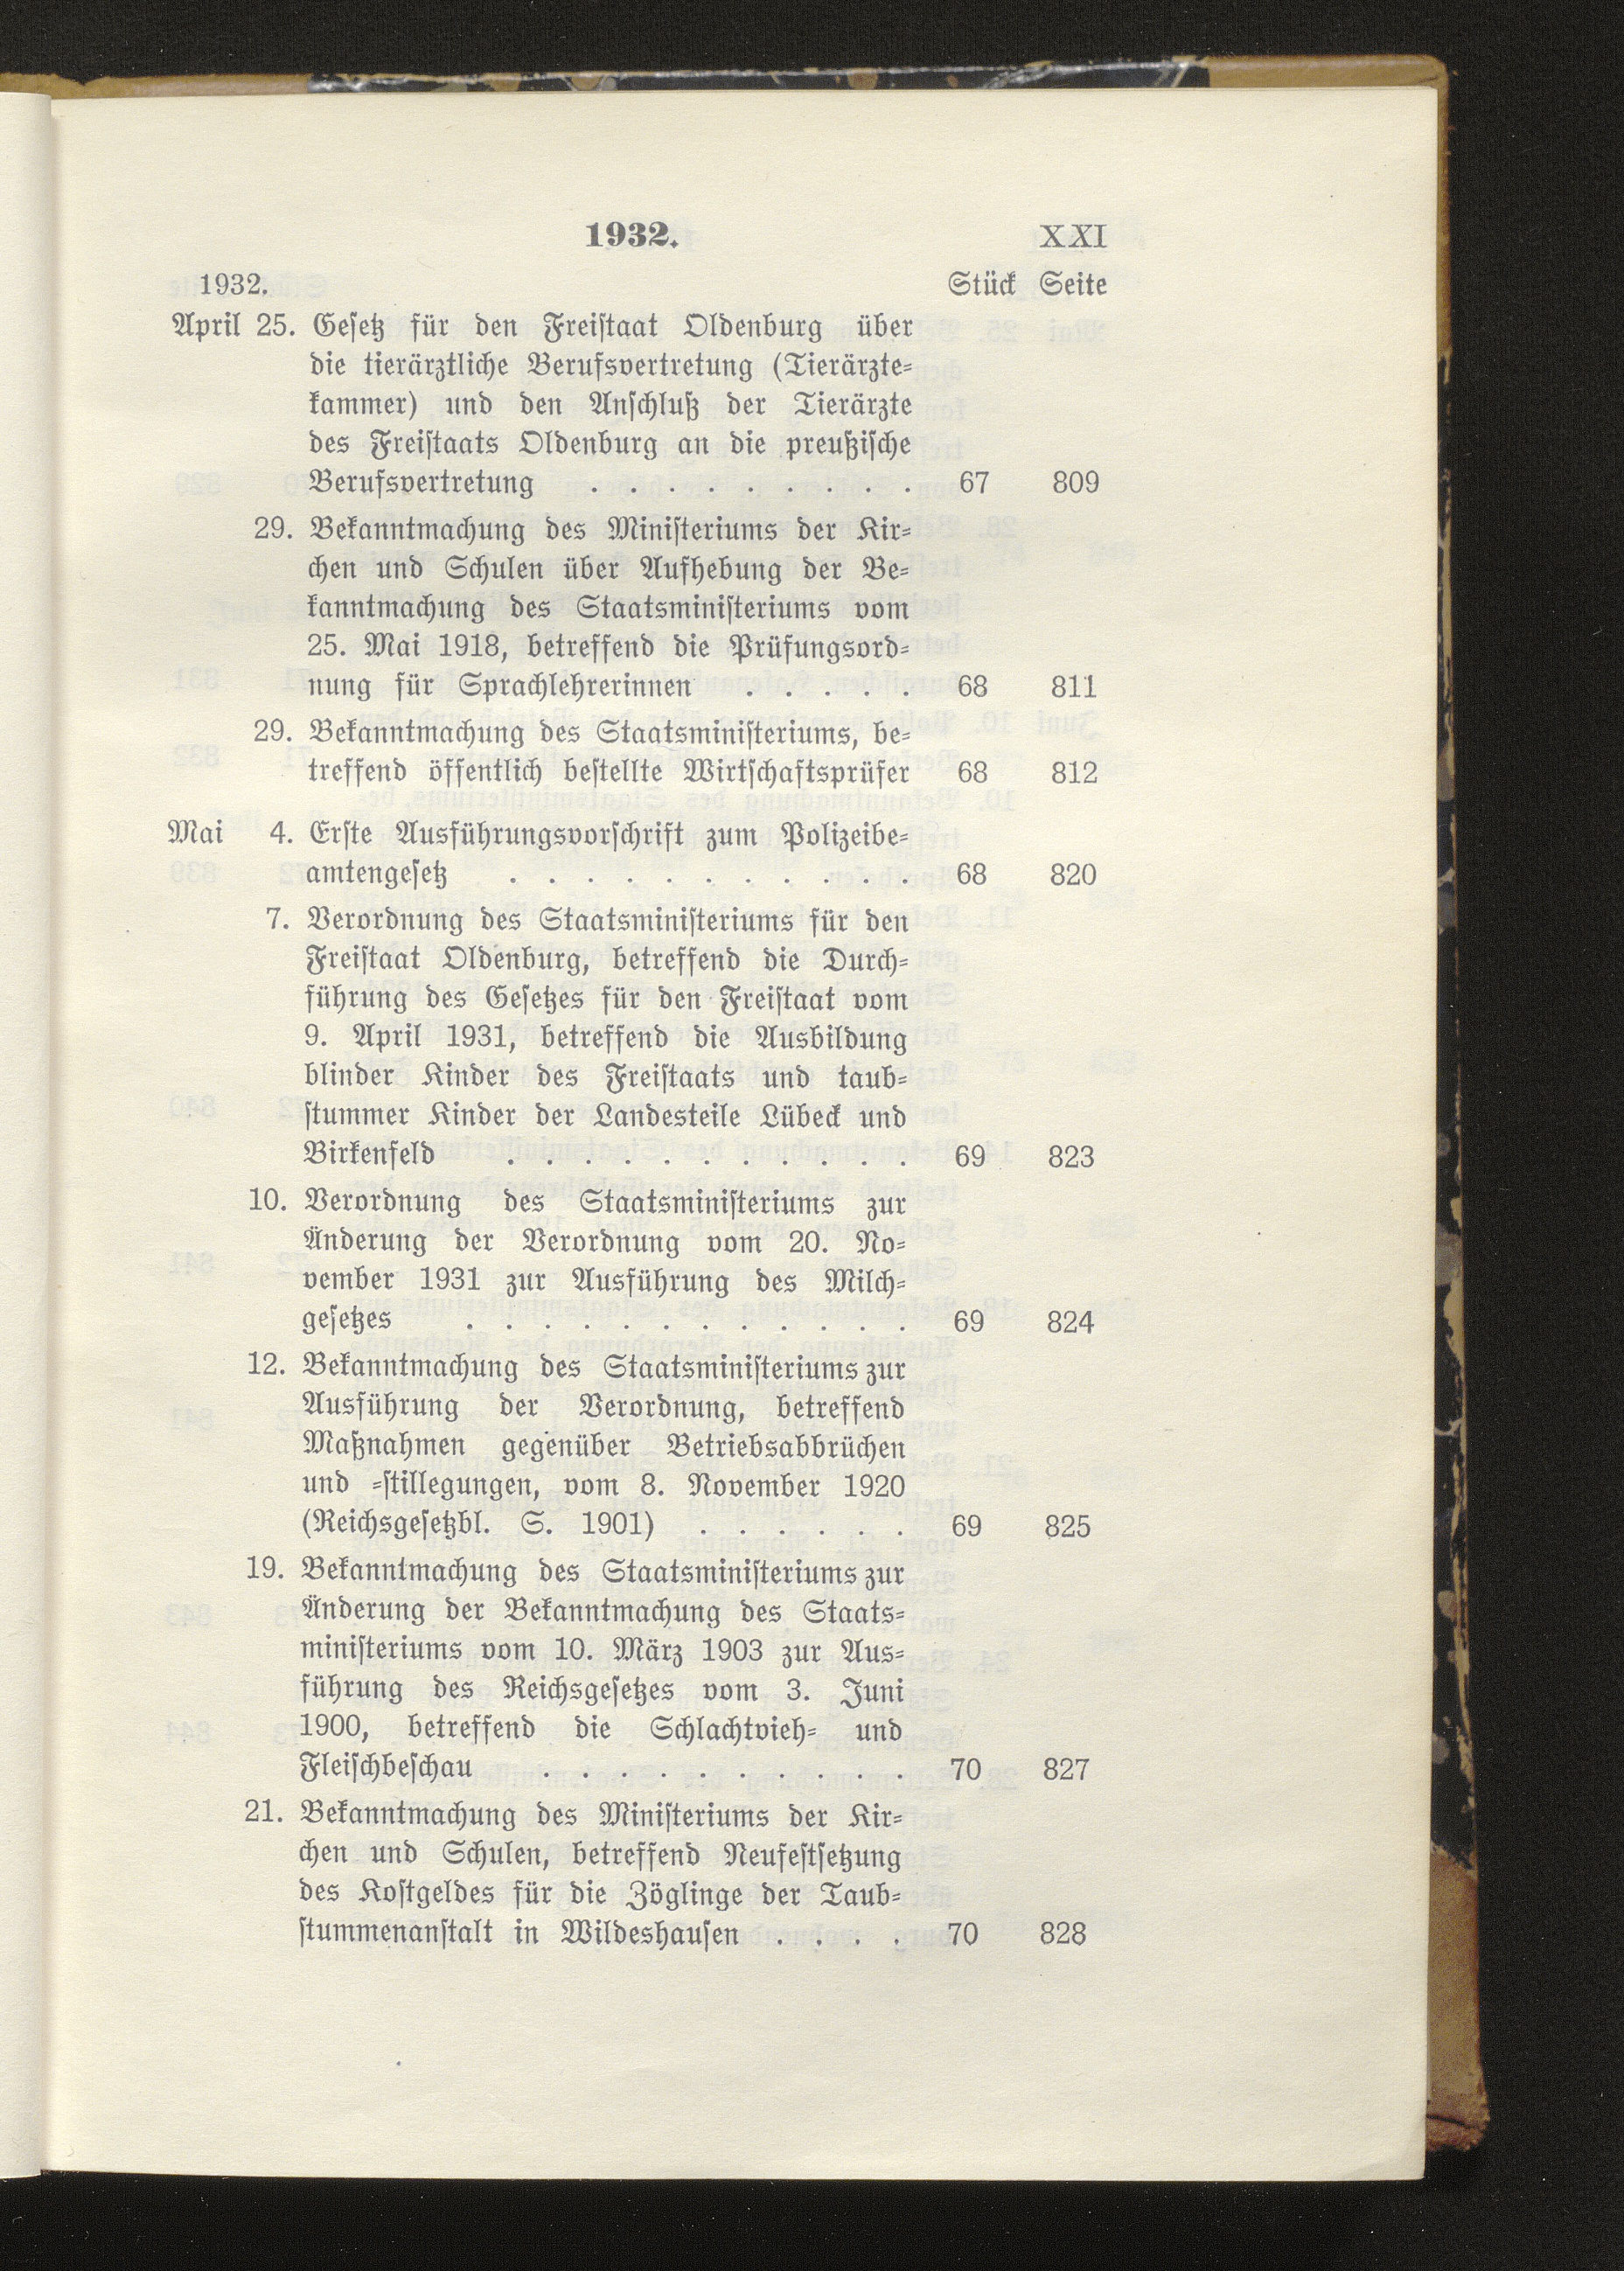 1932. XXI
1932. Stück Seite
April 25. Gesetz für den Freistaat Oldenburg über
die tierärztliche Berufsvertretung (Tierärzte-
kammer) und den Anschluß der Tierärzte
des Freistaats Oldenburg an die preußische
Berufsvertretung . . . . . . . . . 67 809
29. Bekanntmachung des Ministeriums der Kir-
chen und Schulen über Aufhebung der Be-
kanntmachung des Staatsministeriums vom
25. Mai 1918, betreffend die Prüfungsord-
nung für Sprachlehrerinnen . . . . . 68 811
29. Bekanntmachung des Staatsministeriums, be-
treffend öffentlich bestellte Wirtschaftsprüfer 68 812
Mai 4. Erste Ausführungsvorschrift zum Polizeibe-
amtengesetz . . . . . . . . . . . 68 820
7. Verordnung des Staatsministeriums für den
Freistaat Oldenburg, betreffend die Durch-
führung des Gesetzes für den Freistaat vom
9. April 1931, betreffend die Ausbildung
blinder Kinder des Freistaats und taub-
stummer Kinder der Landesteile Lübeck und
Birkenfeld . . . . . . . . . . . 69 823
10. Verordnung des Staatsministeriums zur
Änderung der Verordnung vom 20. No-
vember 1931 zur Ausführung des Milch-
gesetzes . . . . . . . . . . . . 69 824
12. Bekanntmachung des Staatsministeriums zur
Ausführung der Verordnung, betreffend
Maßnahmen gegenüber Betriebsabbrüchen
und -stillegungen, vom 8. November 1920
(Reichsgesetzbl. S. 1901) . . . . . . 69 825
19. Bekanntmachung des Staatsministeriums zur
Änderung der Bekanntmachung des Staats-
ministeriums vom 10. März 1903 zur Aus-
führung des Reichsgesetzes vom 3. Juni
1900, betreffend die Schlachtvieh- und
Fleischbeschau . . . . . . . . . . 70 827
21. Bekanntmachung des Ministeriums der Kir-
chen und Schulen, betreffend Neufestsetzung
des Kostgeldes für die Zöglinge der Taub-
stummenanstalt in Wildeshausen . . . . 70 828